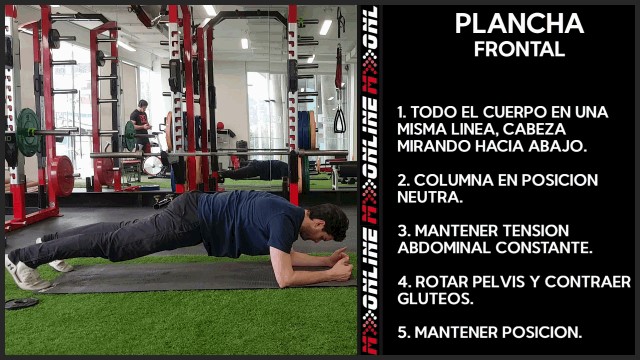 PLANCHA
FRONTAL
1. TODO EL CUERPO EN UNA
MISMA LINEA, CABEZA
MIRANDO HACIA ABAJO.
2. COLUMNA EN POSICION
NEUTRA.
3. MANTENER TENSION
ABDOMINAL CONSTANTE.
4. ROTAR PELVIS Y CONTRAER
GLUTEOS.
5. MANTENER POSICION.
ONLINE
ONLINE
ONLINE